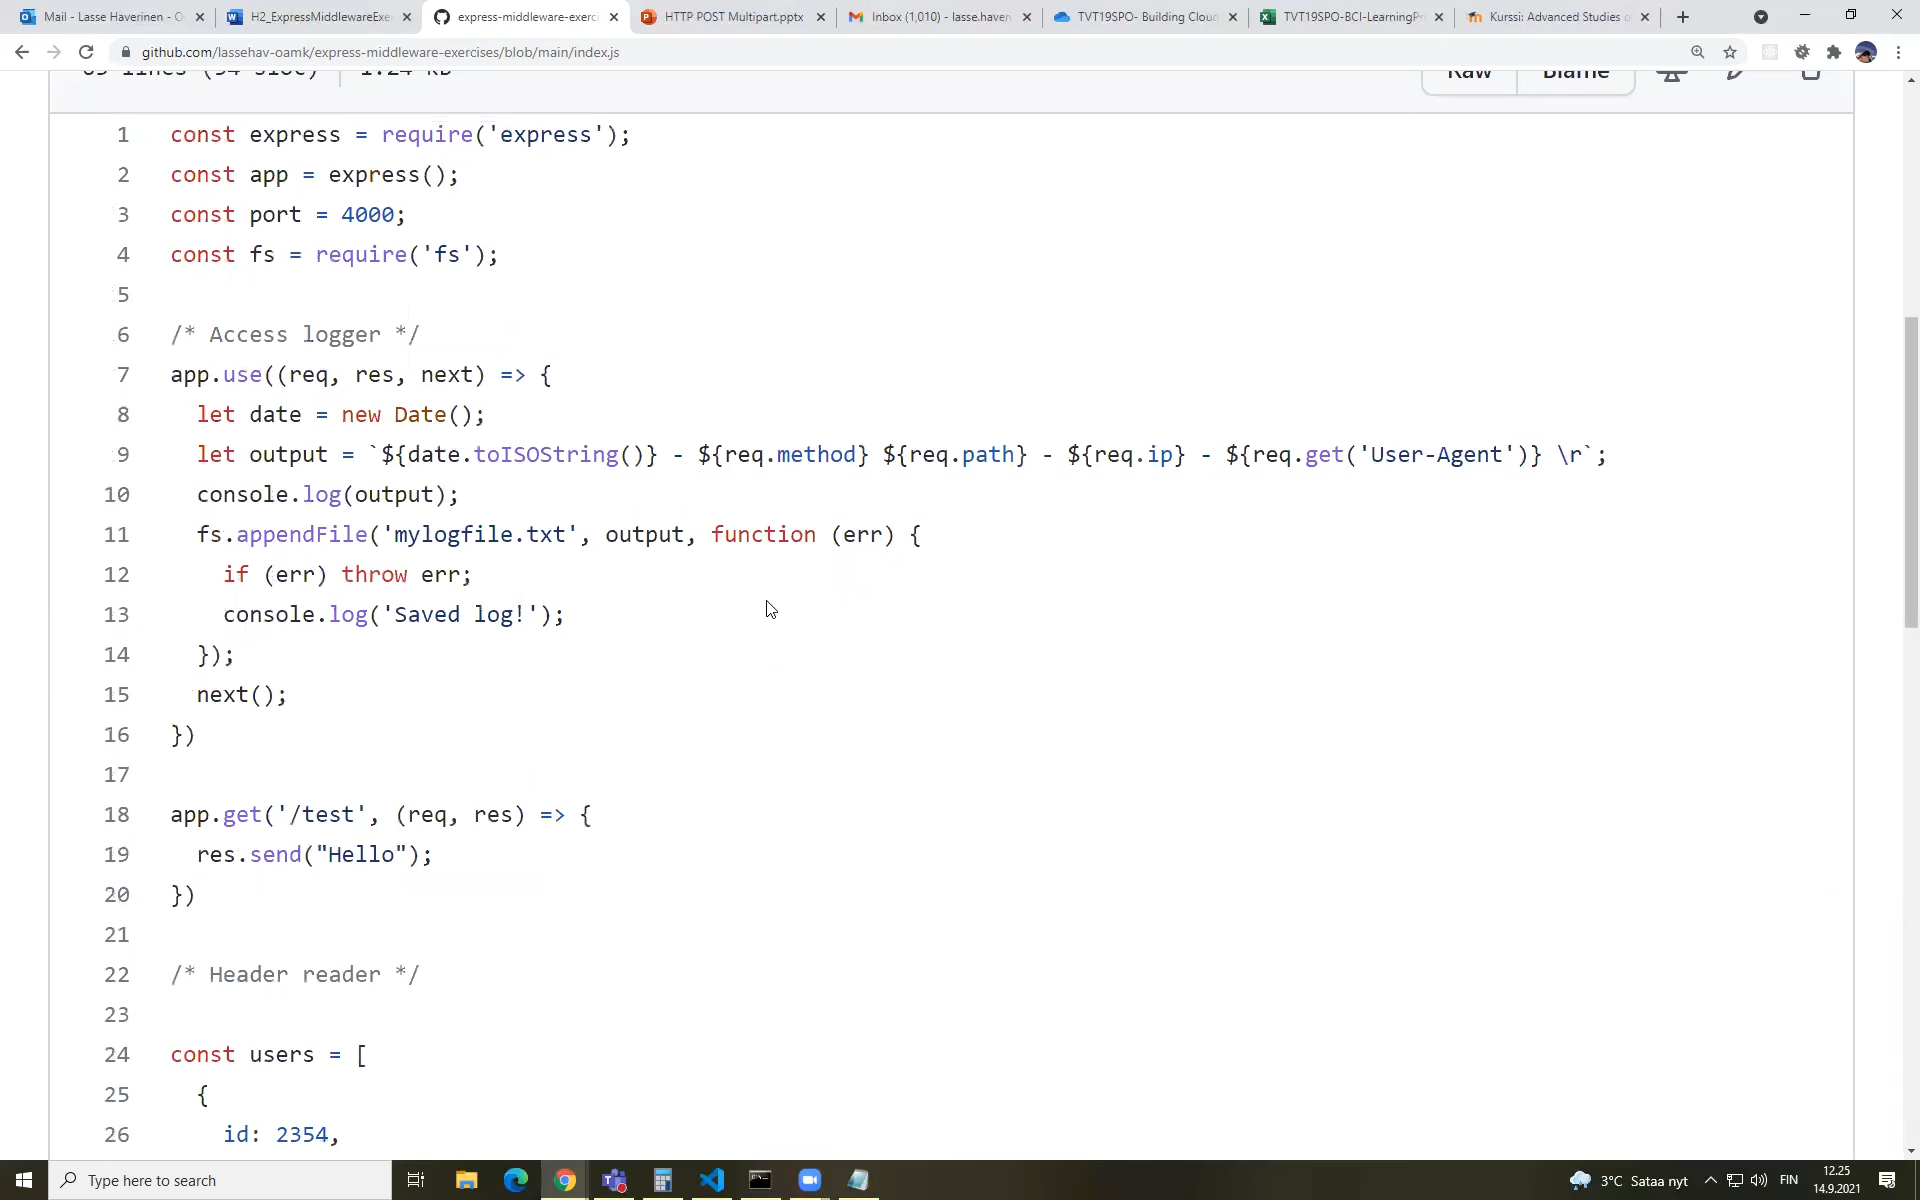 Mail - Lasse Haverinen - O
H2_ExpressMiddlewareExe
express-middleware-exerci
HTTP POST Multipart.pptx
Inbox (1,010) - lasse.haven
TVT19SPO- Building Cloud
TVT19SPO-BCI-LearningPr
Kurssi: Advanced Studies o
github.com/lassehav-oamk/express-middleware-exercises/blob/main/index.js
Raw
Blame
1 const express = require('express');
2 const app = express();
3 const port = 4000;
4 const fs = require('fs');
5
6 /* Access logger */
7 app.use((req, res, next) => {
8 let date = new Date();
9 let output = `${date.toISOString()} - ${req.method} ${req.path} - ${req.ip} - ${req.get('User-Agent')} \r`;
10 console.log(output);
11 fs.appendFile('mylogfile.txt', output, function (err) {
12 if (err) throw err;
13 console.log('Saved log!');
14 });
15 next();
16 })
17
18 app.get('/test', (req, res) => {
19 res.send("Hello");
20 })
21
22 /* Header reader */
23
24 const users = [
25 {
26 id: 2354,
Type here to search
3°C Sataa nyt
FIN
12.25
14.9.2021